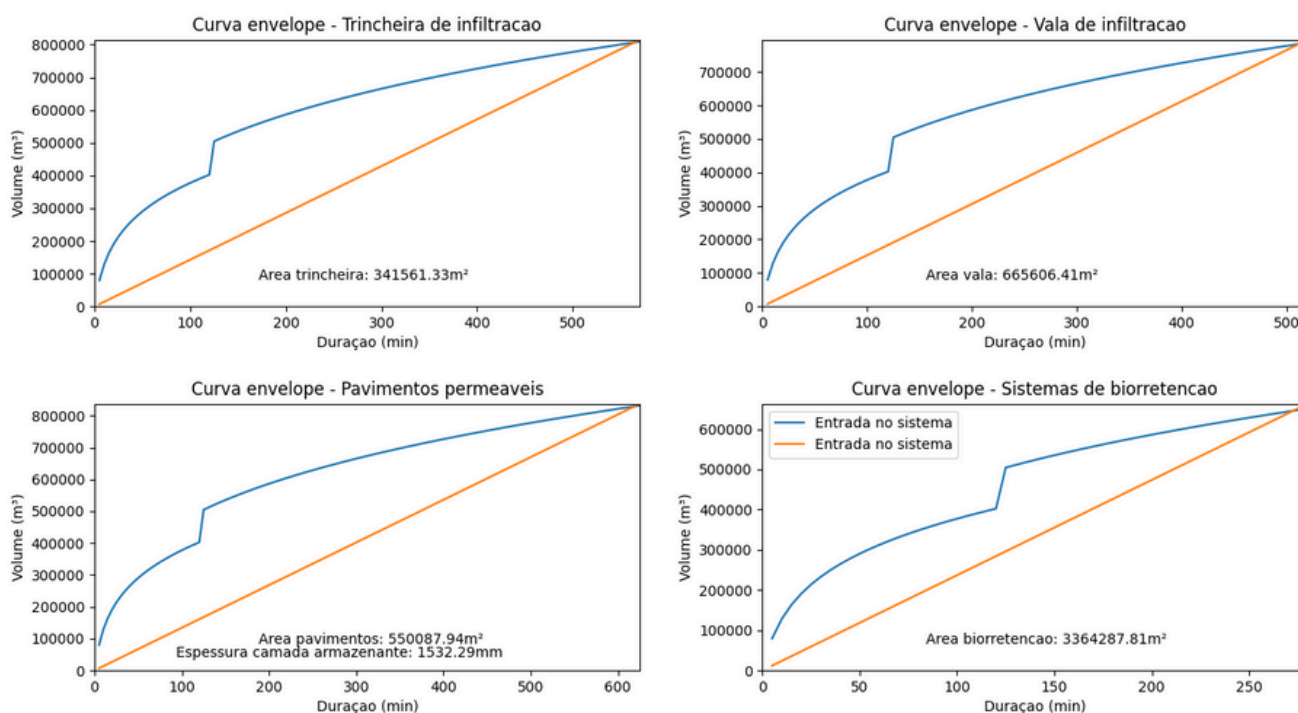 Curva envelope - Trincheira de infiltracao
Volume (m³)
800000
700000
600000
500000
400000
300000
200000
100000
0
Area trincheira: 341561.33m²
0 100 200 300 400 500
Duraçao (min)
Curva envelope - Vala de infiltracao
Volume (m³)
700000
600000
500000
400000
300000
200000
100000
0
Area vala: 665606.41m²
0 100 200 300 400 500
Duraçao (min)
Curva envelope - Pavimentos permeaveis
Volume (m³)
800000
700000
600000
500000
400000
300000
200000
100000
0
Area pavimentos: 550087.94m²
Espessura camada armazenante: 1532.29mm
0 100 200 300 400 500 600
Duraçao (min)
Curva envelope - Sistemas de biorretencao
Entrada no sistema
Entrada no sistema
Volume (m³)
600000
500000
400000
300000
200000
100000
0
Area biorretencao: 3364287.81m²
0 50 100 150 200 250
Duraçao (min)